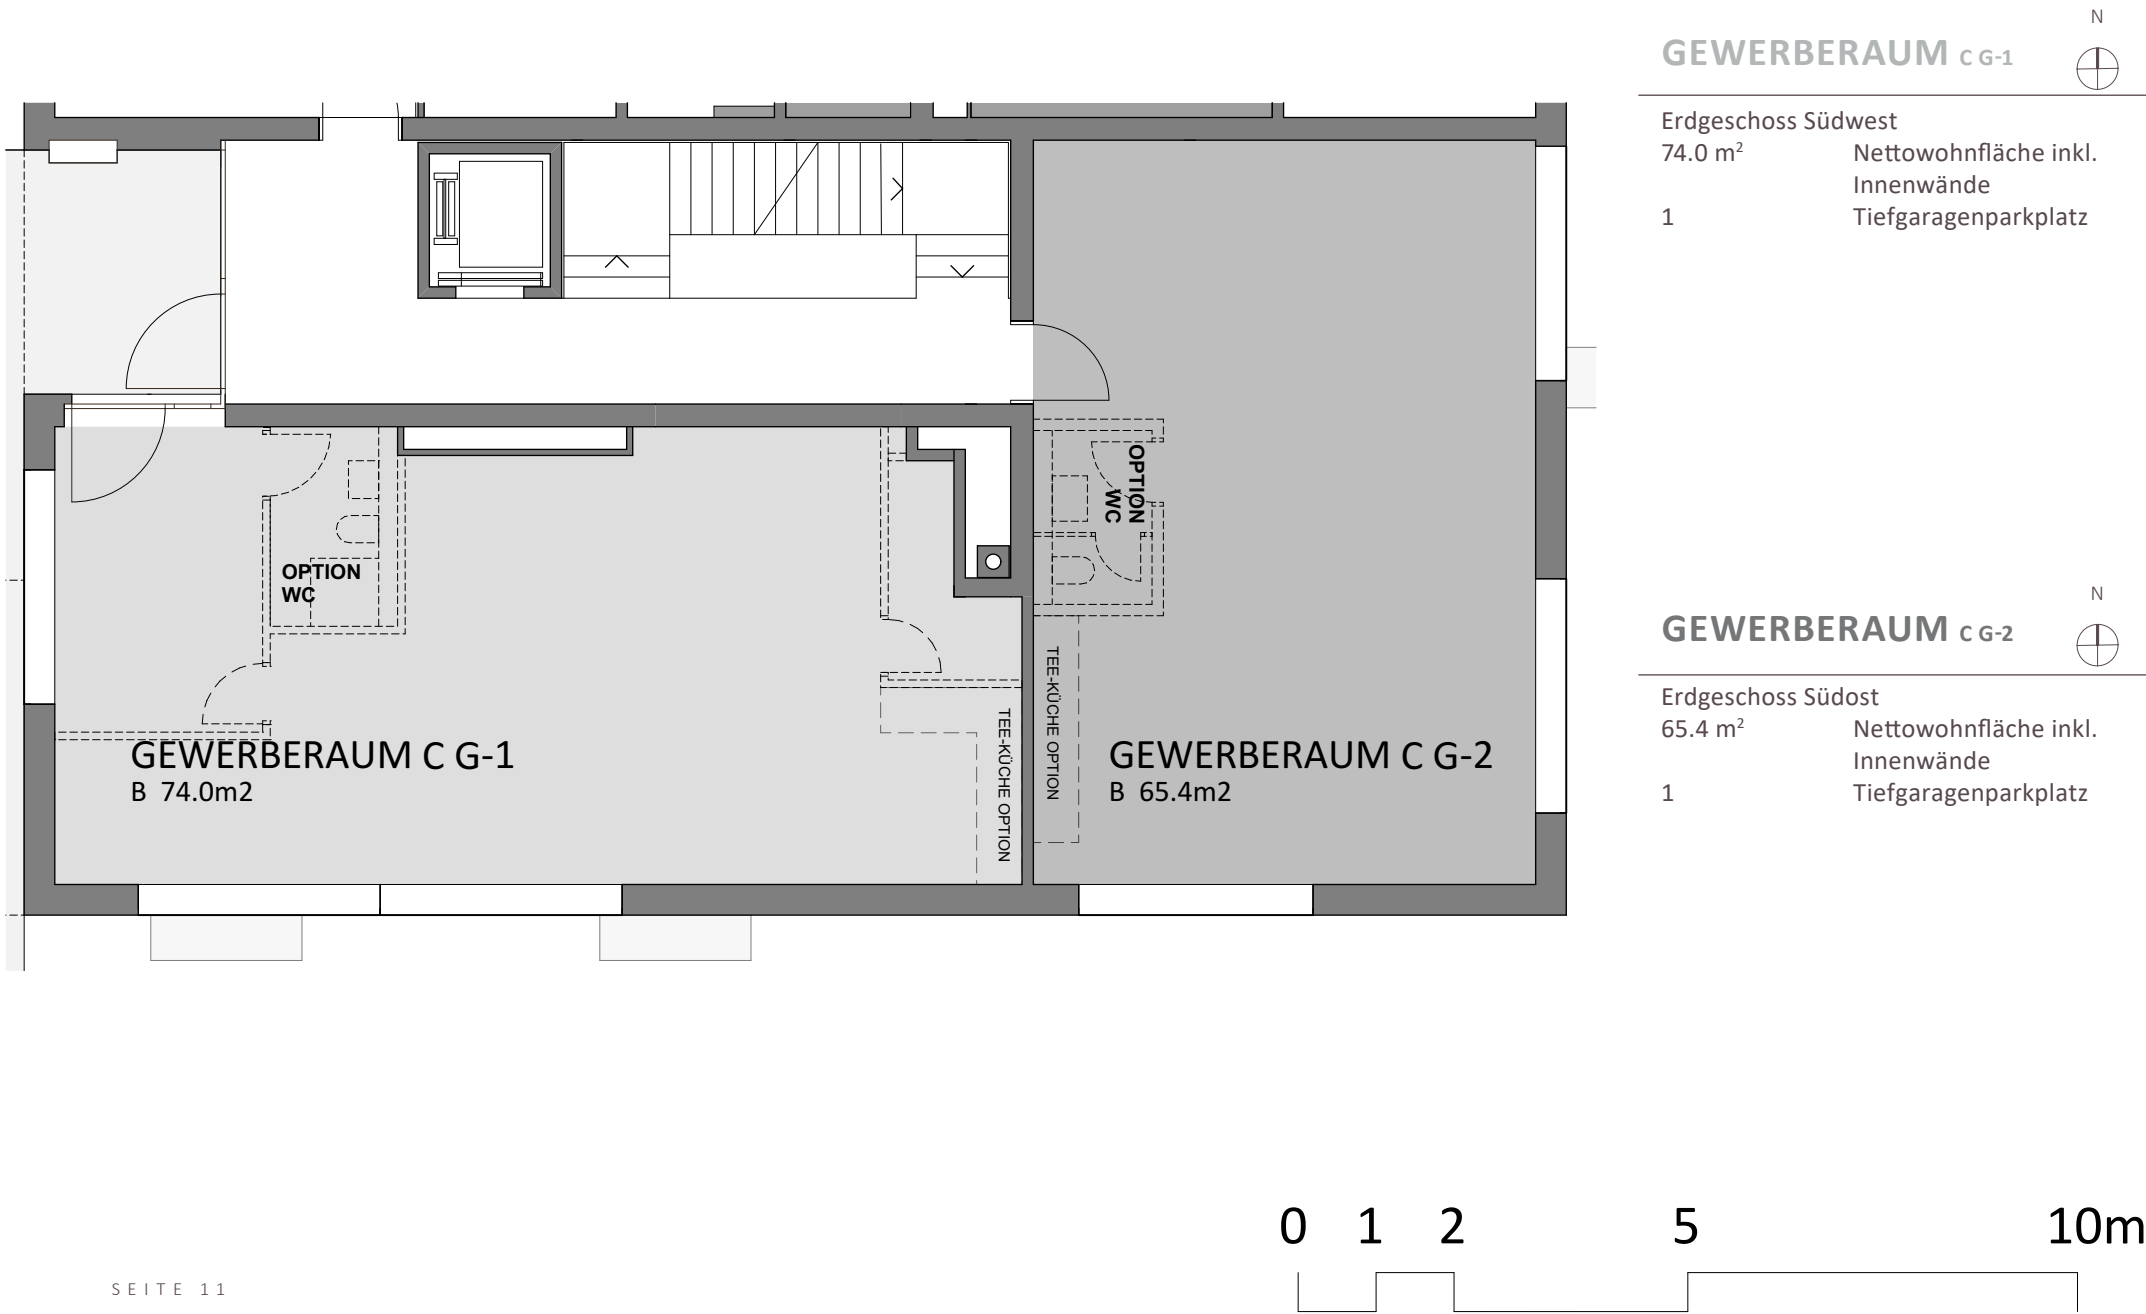 N
GEWERBERAUM C G-1
Erdgeschoss Südwest
74.0 m² Nettowohnfläche inkl.
Innenwände
1 Tiefgaragenparkplatz
OPTION
WC
OPTION
WC
TEE-KÜCHE OPTION
TEE-KÜCHE OPTION
GEWERBERAUM C G-1
B 74.0m2
GEWERBERAUM C G-2
B 65.4m2
N
GEWERBERAUM C G-2
Erdgeschoss Südost
65.4 m² Nettowohnfläche inkl.
Innenwände
1 Tiefgaragenparkplatz
0 1 2 5 10m
SEITE 11